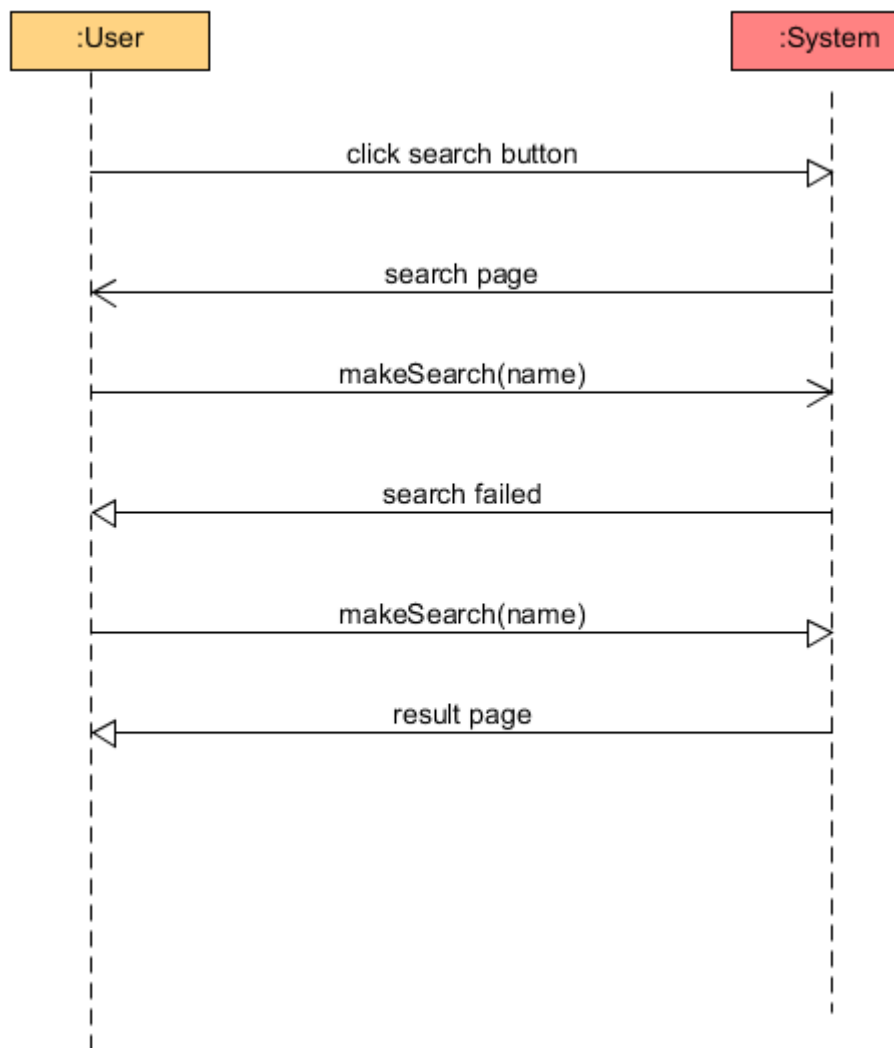 :User
:System
click search button
search page
makeSearch(name)
search failed
makeSearch(name)
result page